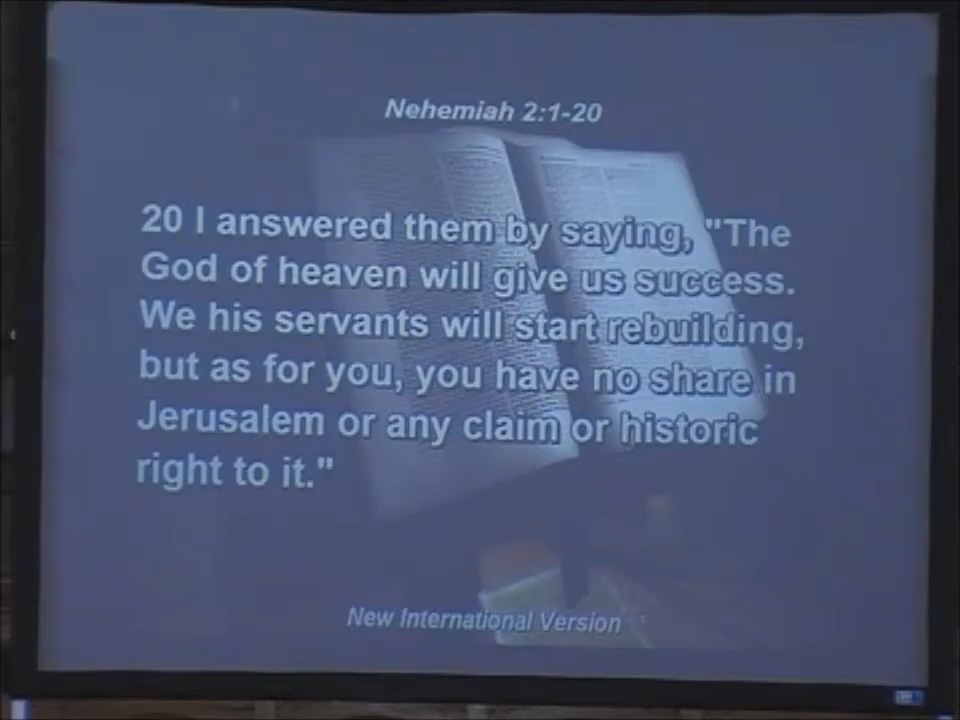 Nehemiah 2:1-20
20 I answered them by saying, "The
God of heaven will give us success.
We his servants will start rebuilding,
but as for you, you have no share in
Jerusalem or any claim or historic
right to it."
New International Version